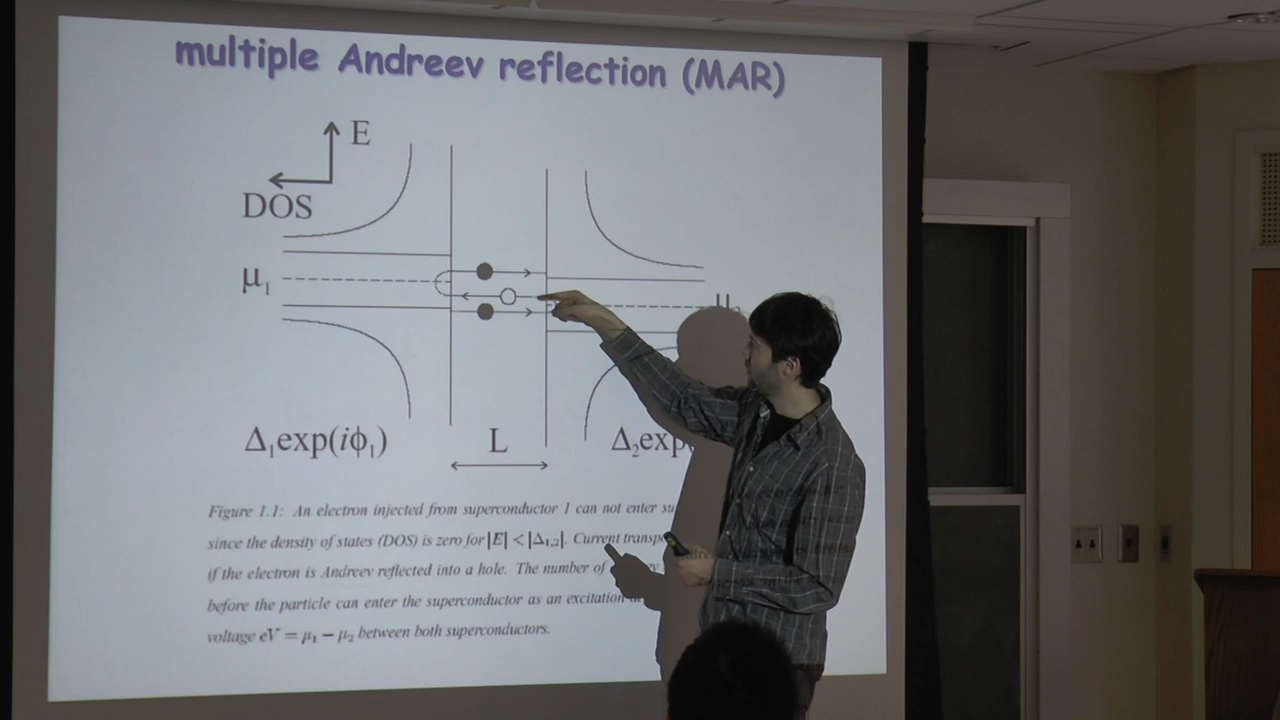 multiple Andreev reflection (MAR)
E
DOS
μ₁
Δ₁exp(iϕ₁)
L
Δ₂exp
Figure 1.1: An electron injected from superconductor 1 can not enter
since the density of states (DOS) is zero for |E| < |Δ₁,₂|. Current
if the electron is Andreev reflected into a hole. The number of
before the particle can enter the superconductor as an excitation
voltage eV = μ₁ − μ₂ between both superconductors.